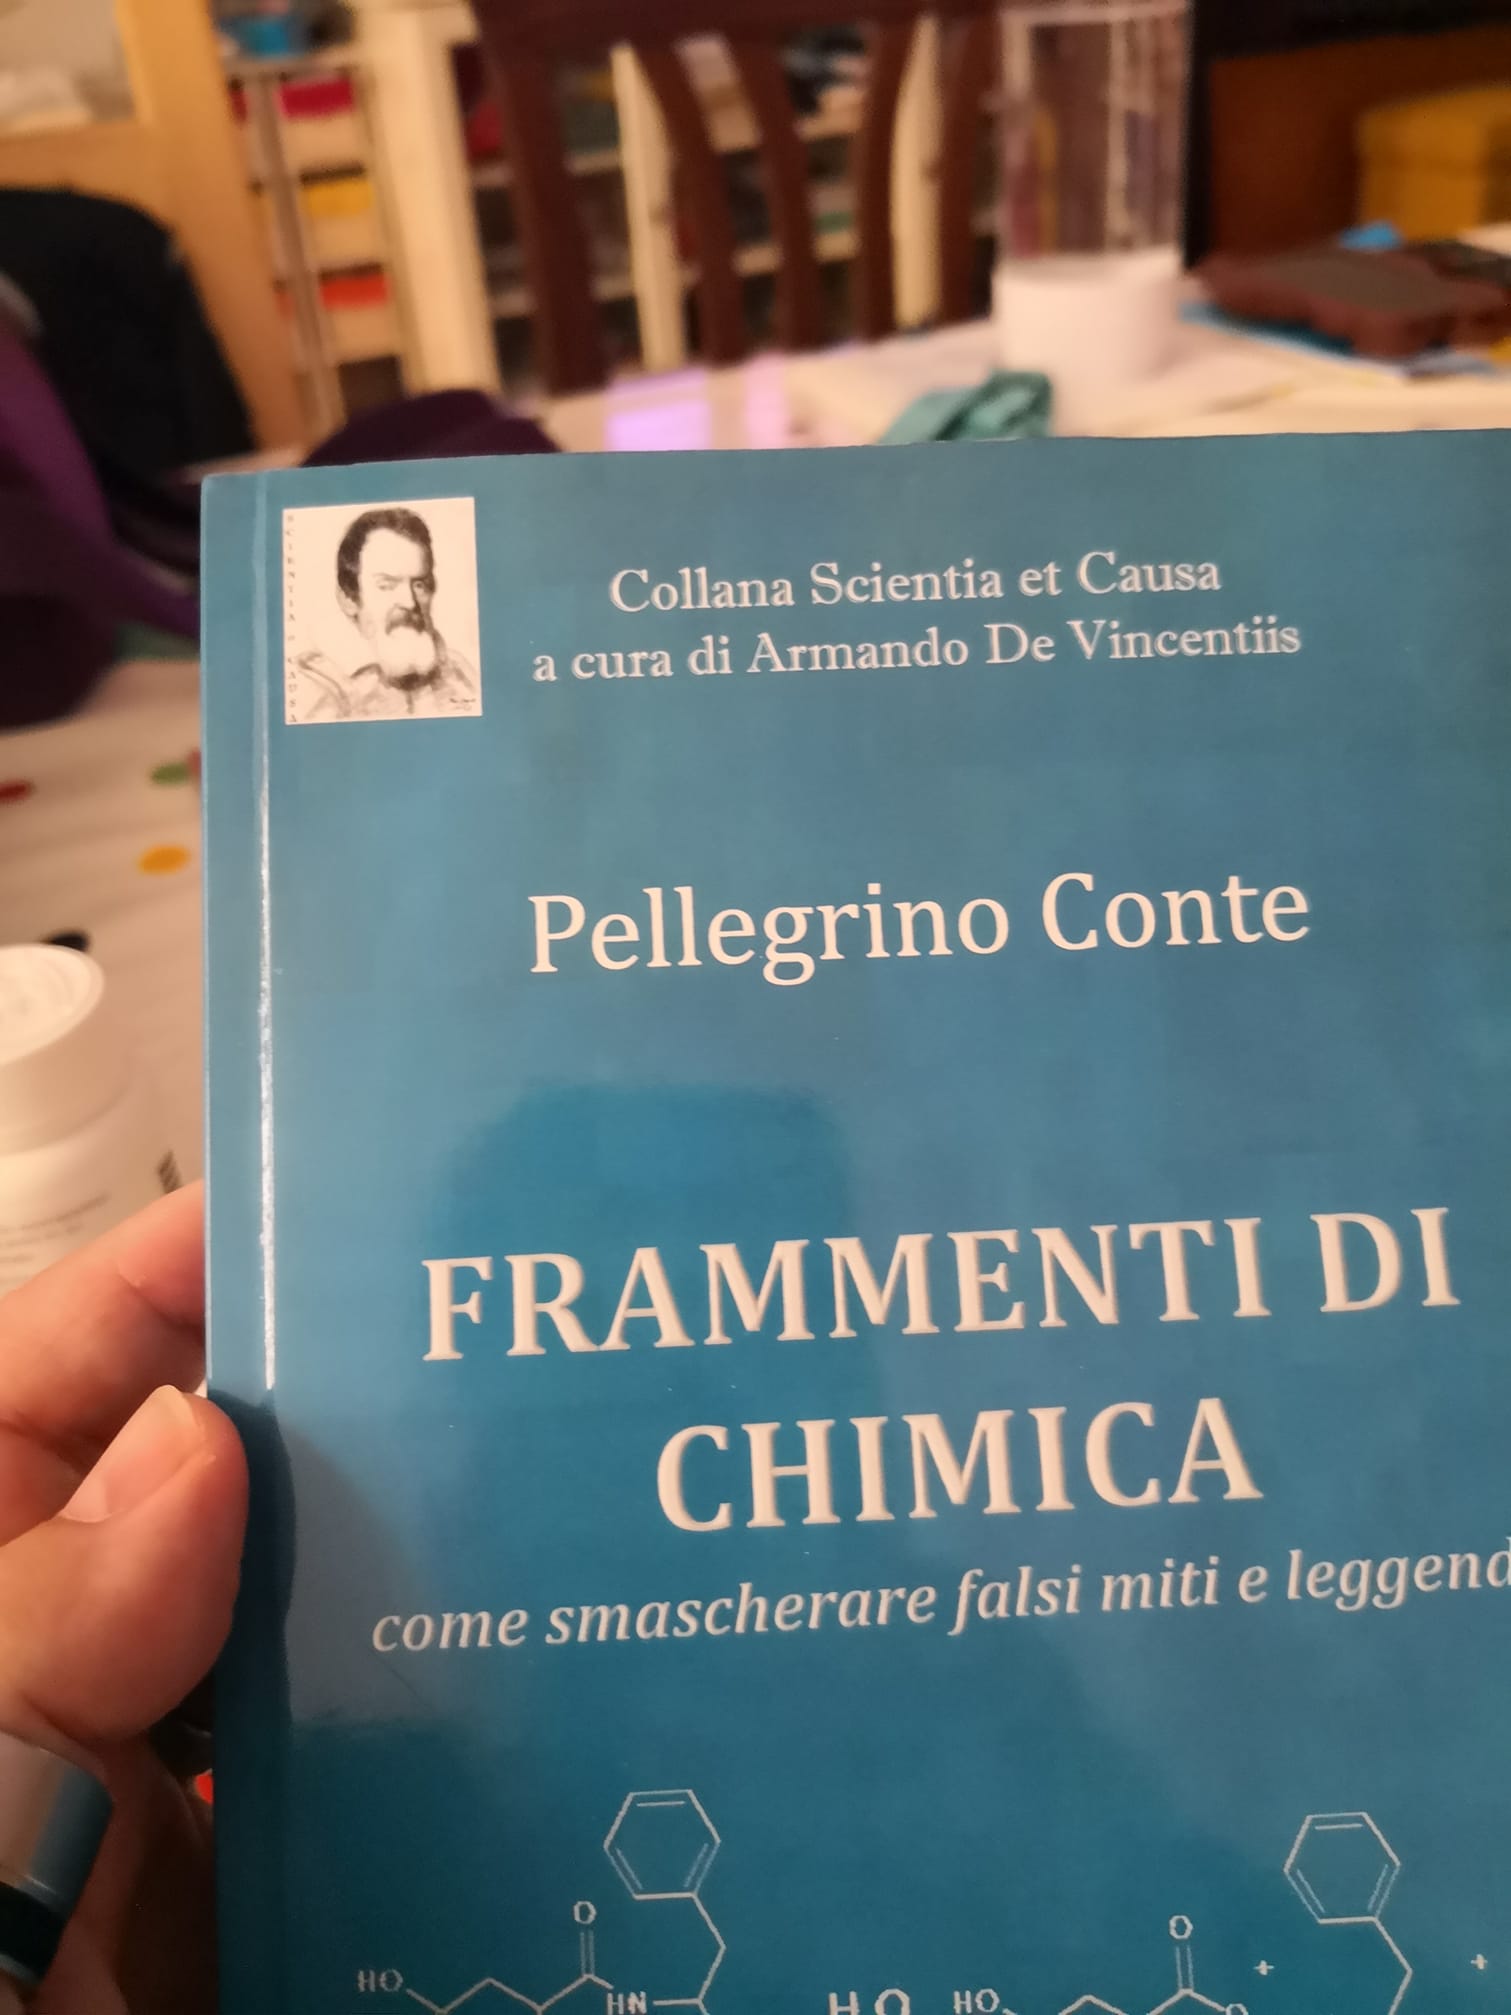 Collana Scientia et Causa
a cura di Armando De Vincentiis
Pellegrino Conte
FRAMMENTI DI
CHIMICA
come smascherare falsi miti e leggend
O
O
HO
HN
H O
HO
+
+